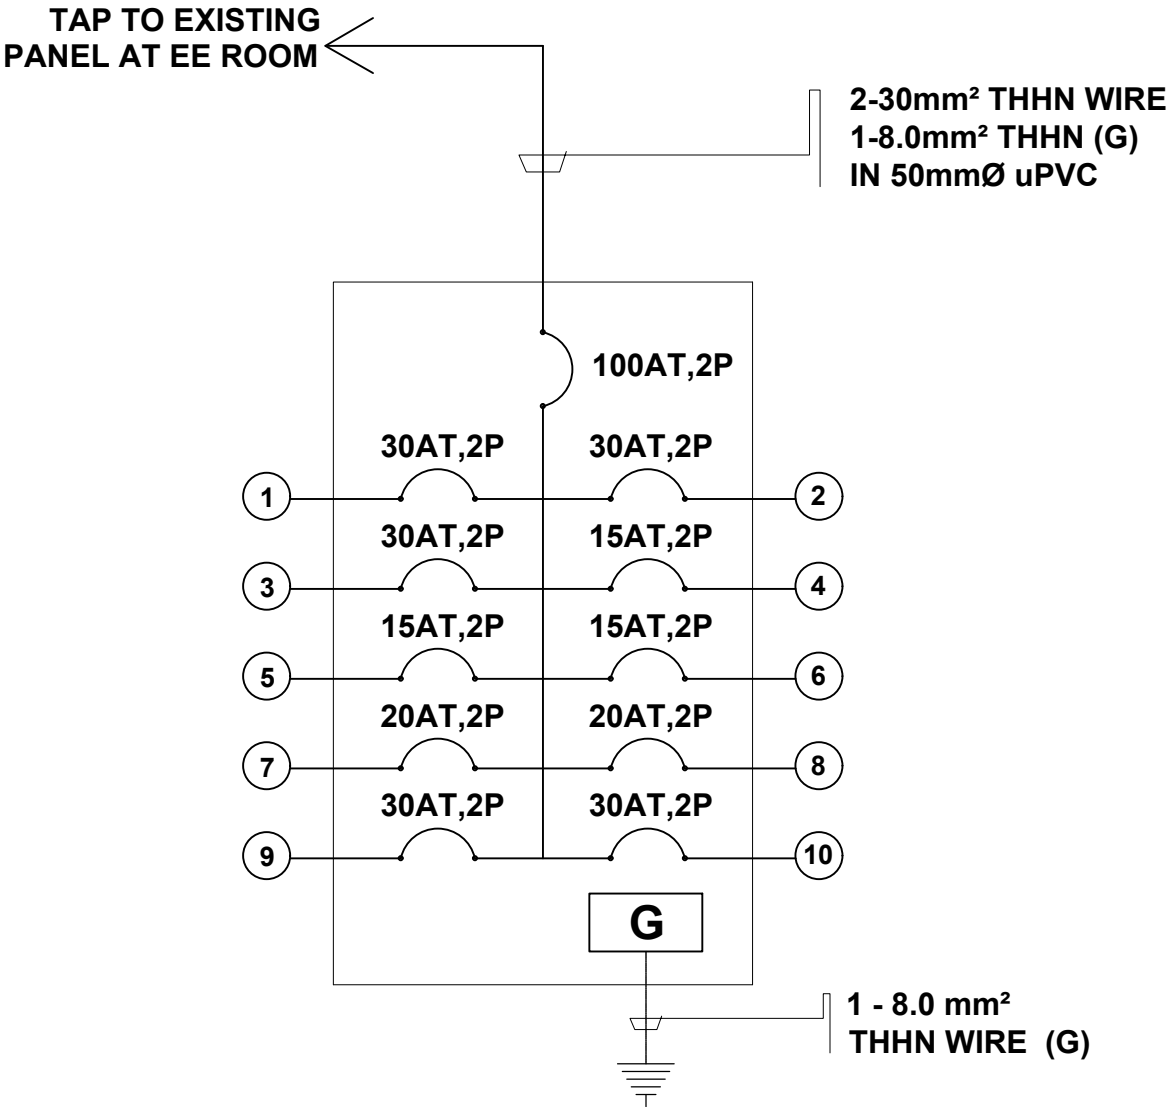 TAP TO EXISTING
PANEL AT EE ROOM
2-30mm² THHN WIRE
1-8.0mm² THHN (G)
IN 50mmØ uPVC
100AT,2P
30AT,2P 30AT,2P
1 2
30AT,2P 15AT,2P
3 4
15AT,2P 15AT,2P
5 6
20AT,2P 20AT,2P
7 8
30AT,2P 30AT,2P
9 10
G
1 - 8.0 mm²
THHN WIRE (G)